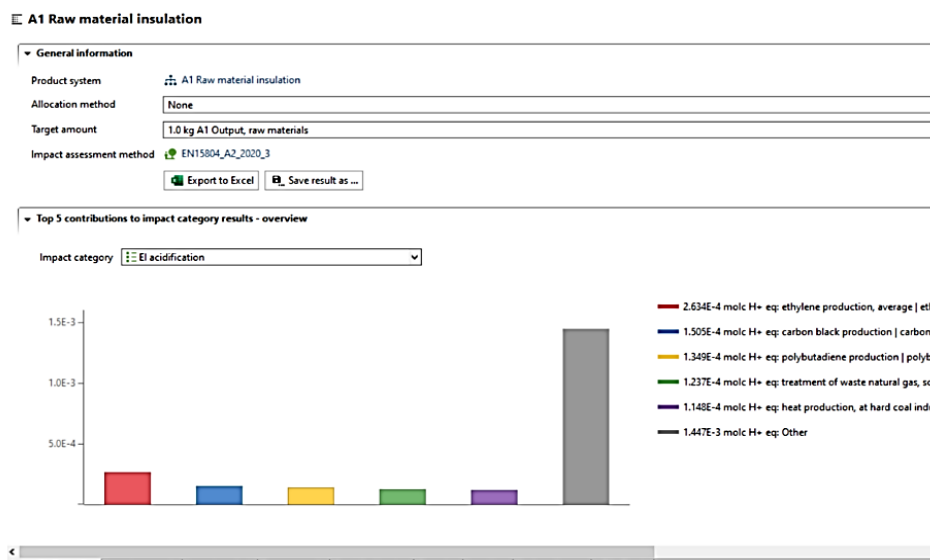 A1 Raw material insulation
General information
Product system A1 Raw material insulation
Allocation method None
Target amount 1.0 kg A1 Output, raw materials
Impact assessment method EN15804_A2_2020_3
Export to Excel Save result as ...
Top 5 contributions to impact category results - overview
Impact category EI acidification
1.5E-3
1.0E-3
5.0E-4
2.634E-4 molc H+ eq: ethylene production, average | eth
1.505E-4 molc H+ eq: carbon black production | carbon
1.349E-4 molc H+ eq: polybutadiene production | polyb
1.237E-4 molc H+ eq: treatment of waste natural gas, so
1.148E-4 molc H+ eq: heat production, at hard coal indu
1.447E-3 molc H+ eq: Other